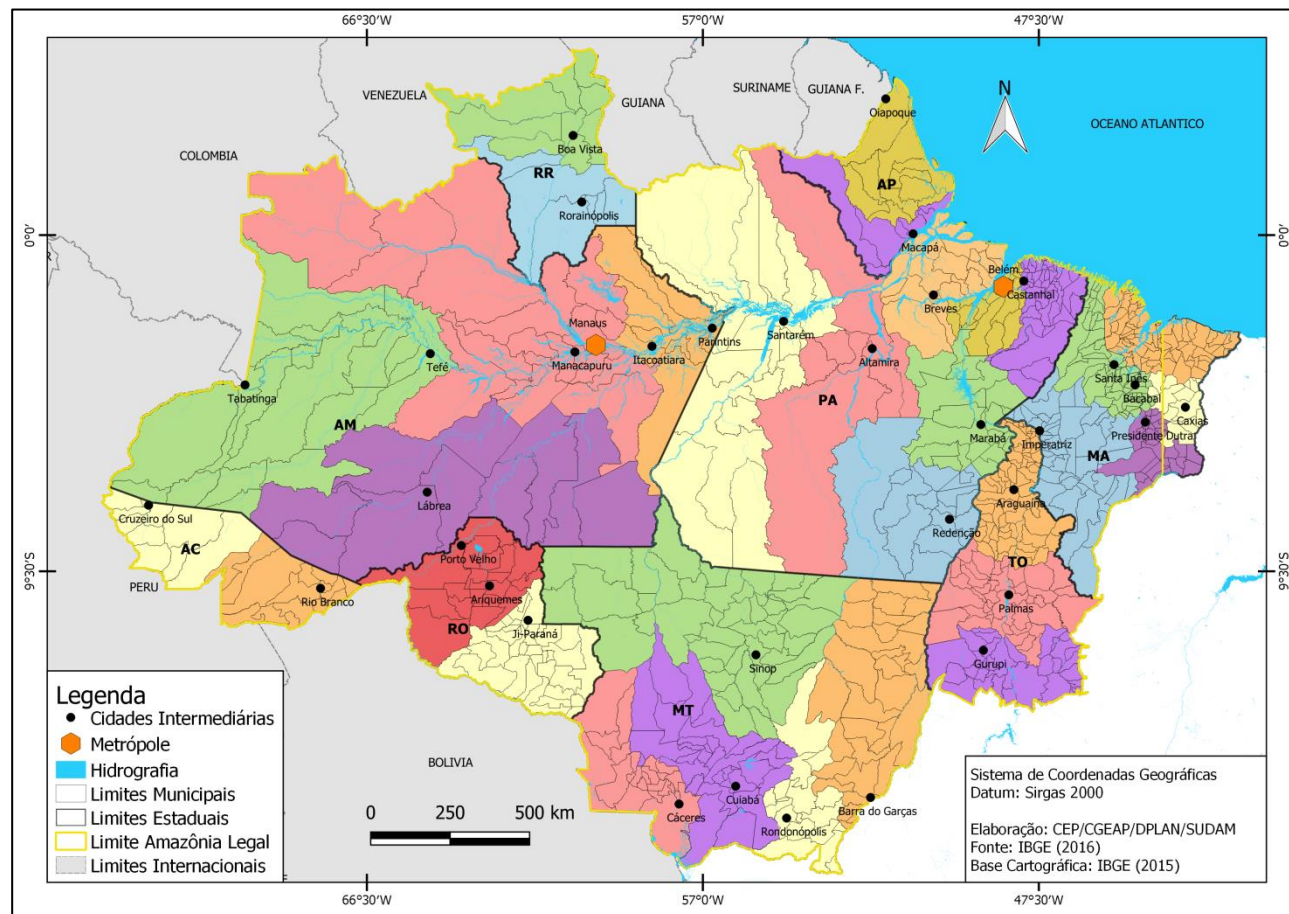 66°30'W
57°0'W
47°30'W
VENEZUELA
SURINAME
GUIANA F.
GUIANA
Oiapoque
N
OCEANO ATLANTICO
COLOMBIA
Boa Vista
RR
AP
Rorainópolis
0°0'
Macapá
0°0'
Belém
Castanhal
Breves
Manaus
Parintins
Santarém
Itacoatiara
Manacapuru
Altamira
Tefé
Santa Inês
Tabatinga
Bacabal
PA
Caxias
AM
Marabá
Imperatriz
Presidente Dutra
MA
Araguaína
Lábrea
Cruzeiro do Sul
Redenção
AC
Porto Velho
9°30'S
PERU
TO
9°30'S
Rio Branco
Ariquemes
Palmas
RO
Ji-Paraná
Sinop
Gurupi
MT
Legenda
Cidades Intermediárias
Metrópole
Hidrografia
Limites Municipais
Limites Estaduais
Limite Amazônia Legal
Limites Internacionais
BOLIVIA
0 250 500 km
Cáceres
Cuiabá
Rondonópolis
Barra do Garças
Sistema de Coordenadas Geográficas
Datum: Sirgas 2000
Elaboração: CEP/CGEAP/DPLAN/SUDAM
Fonte: IBGE (2016)
Base Cartográfica: IBGE (2015)
66°30'W
57°0'W
47°30'W